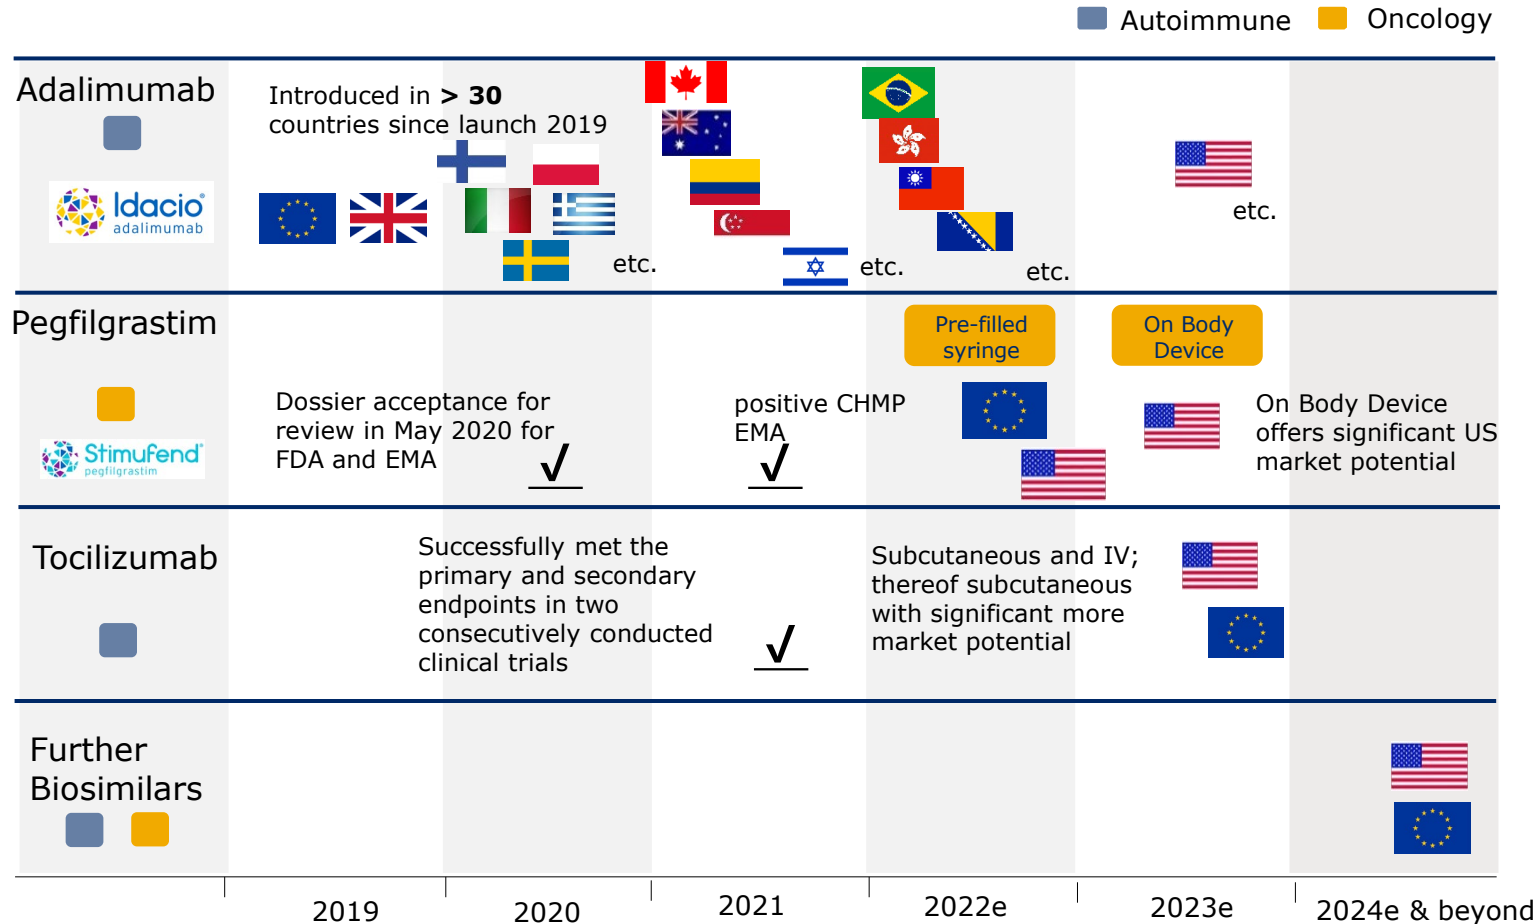 Autoimmune
Oncology
Adalimumab
Idacio®
adalimumab
Introduced in > 30
countries since launch 2019
etc.
etc.
etc.
etc.
Pegfilgrastim
Stimufend®
pegfilgrastim
Dossier acceptance for
review in May 2020 for
FDA and EMA
√
positive CHMP
EMA
√
Pre-filled
syringe
On Body
Device
On Body Device
offers significant US
market potential
Tocilizumab
Successfully met the
primary and secondary
endpoints in two
consecutively conducted
clinical trials
√
Subcutaneous and IV;
thereof subcutaneous
with significant more
market potential
Further
Biosimilars
2019
2020
2021
2022e
2023e
2024e & beyond